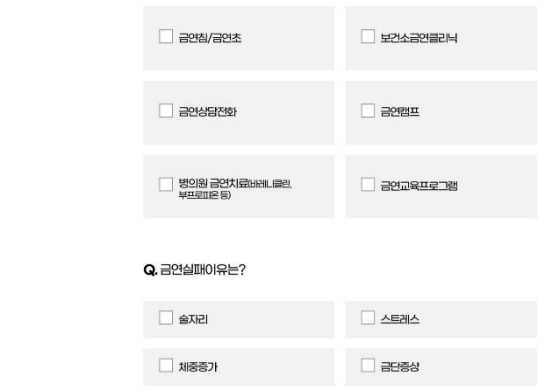 금연침/금연초
보건소금연클리닉
금연상담전화
금연캠프
병의원 금연치료(바레니클린,
부프로피온 등)
금연교육프로그램
Q. 금연실패이유는?
술자리
스트레스
체중증가
금단증상